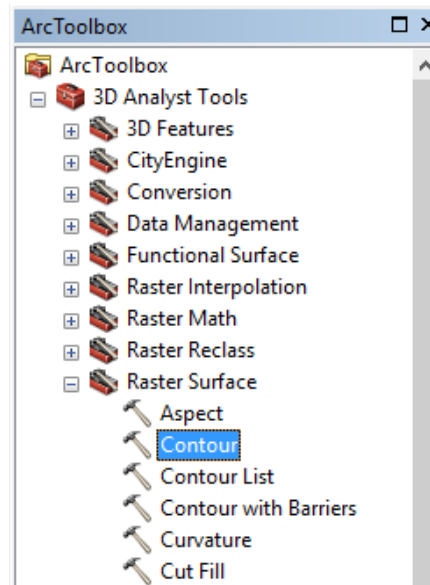 ArcToolbox
ArcToolbox
3D Analyst Tools
3D Features
CityEngine
Conversion
Data Management
Functional Surface
Raster Interpolation
Raster Math
Raster Reclass
Raster Surface
Aspect
Contour
Contour List
Contour with Barriers
Curvature
Cut Fill